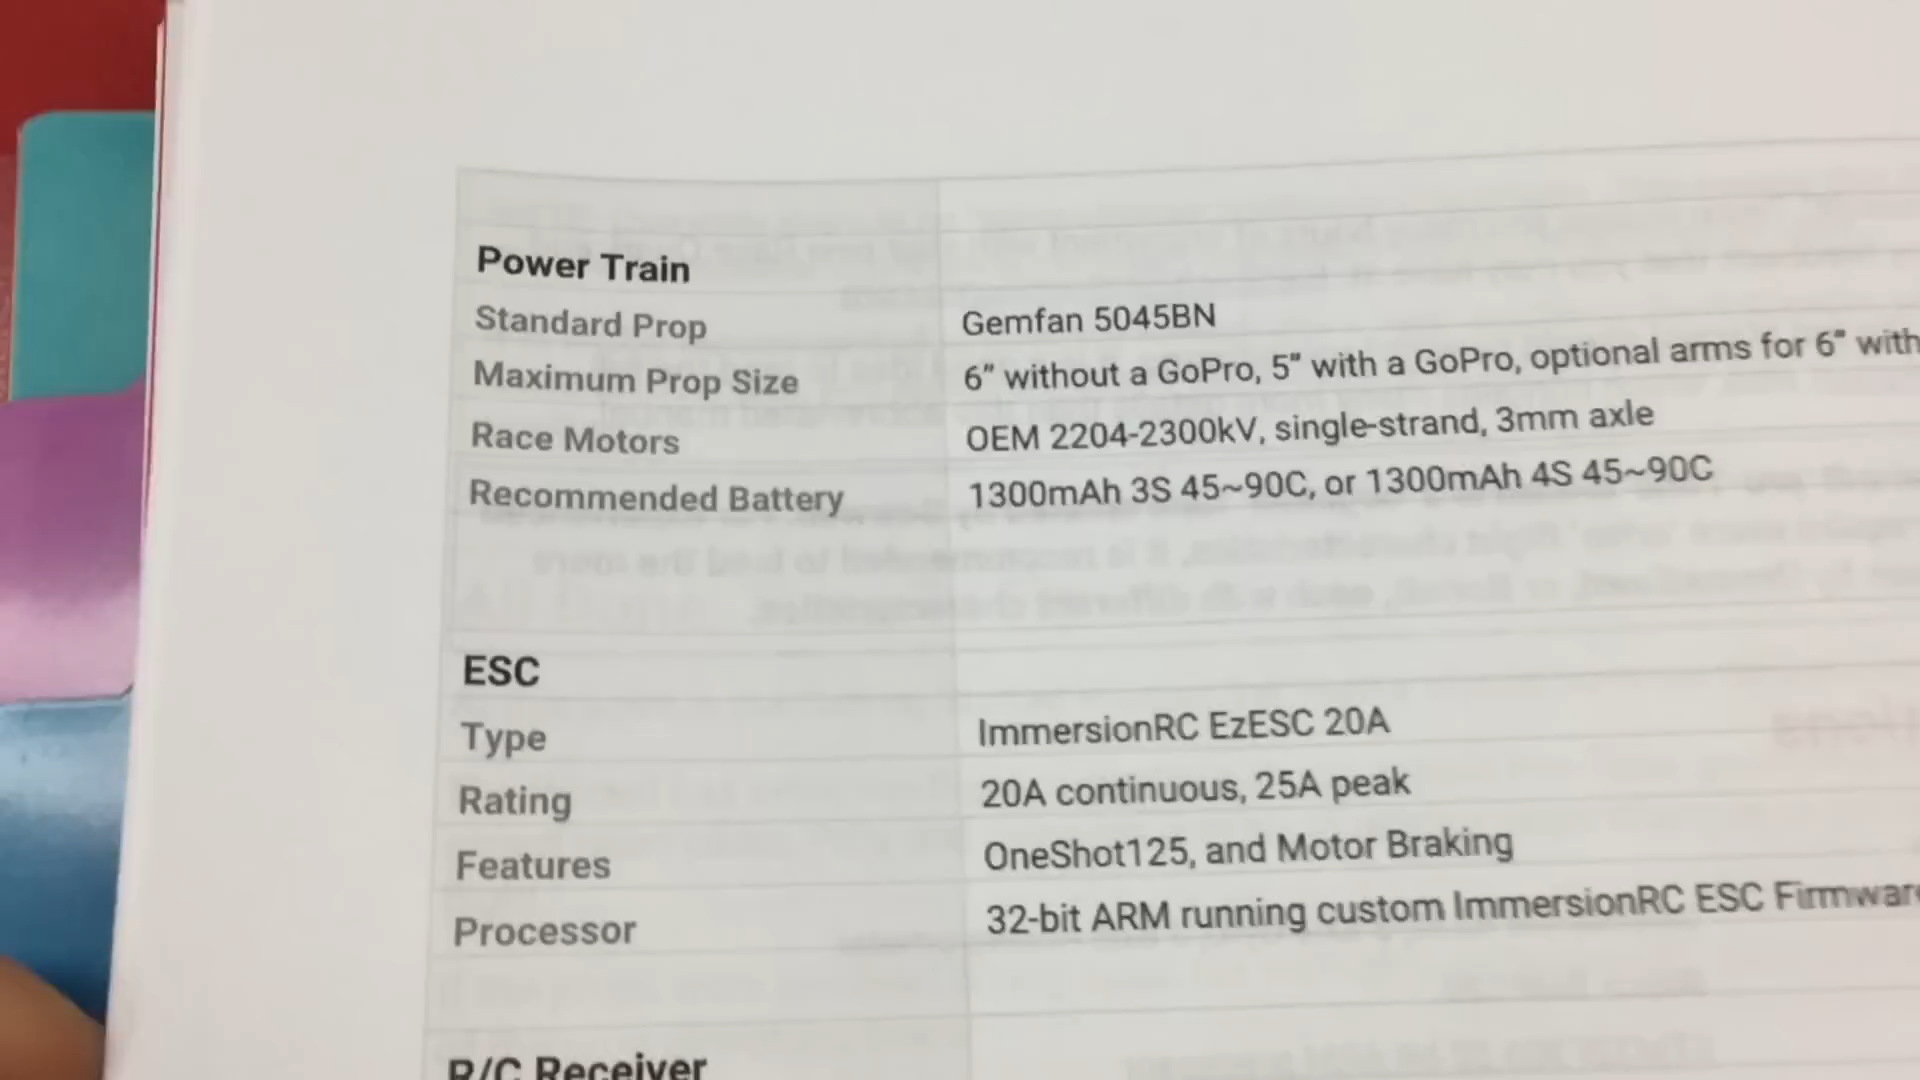 Power Train
Standard Prop Gemfan 5045BN
Maximum Prop Size 6" without a GoPro, 5" with a GoPro, optional arms for 6" with
Race Motors OEM 2204-2300kV, single-strand, 3mm axle
Recommended Battery 1300mAh 3S 45~90C, or 1300mAh 4S 45~90C
ESC
Type ImmersionRC EzESC 20A
Rating 20A continuous, 25A peak
Features OneShot125, and Motor Braking
Processor 32-bit ARM running custom ImmersionRC ESC Firmware
R/C Receiver